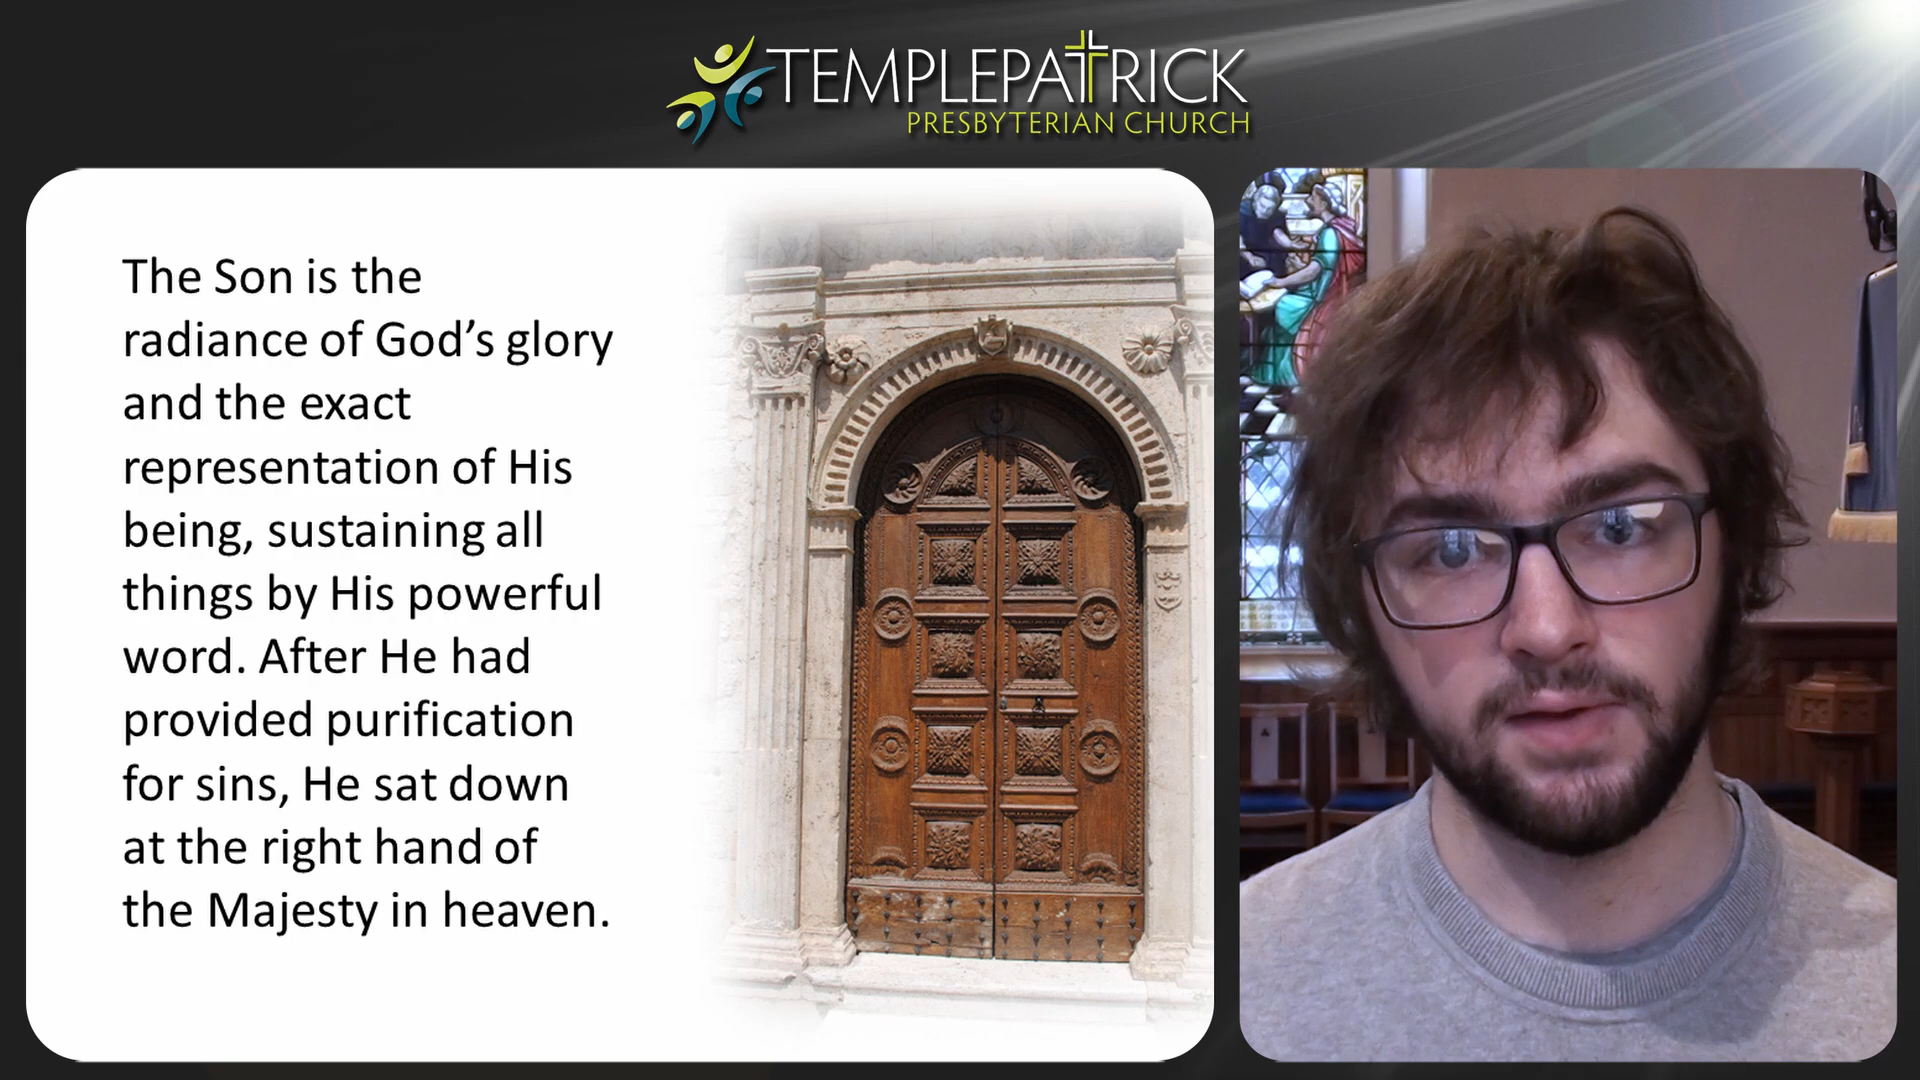 TEMPLEPATRICK
PRESBYTERIAN CHURCH
The Son is the
radiance of God’s glory
and the exact
representation of His
being, sustaining all
things by His powerful
word. After He had
provided purification
for sins, He sat down
at the right hand of
the Majesty in heaven.